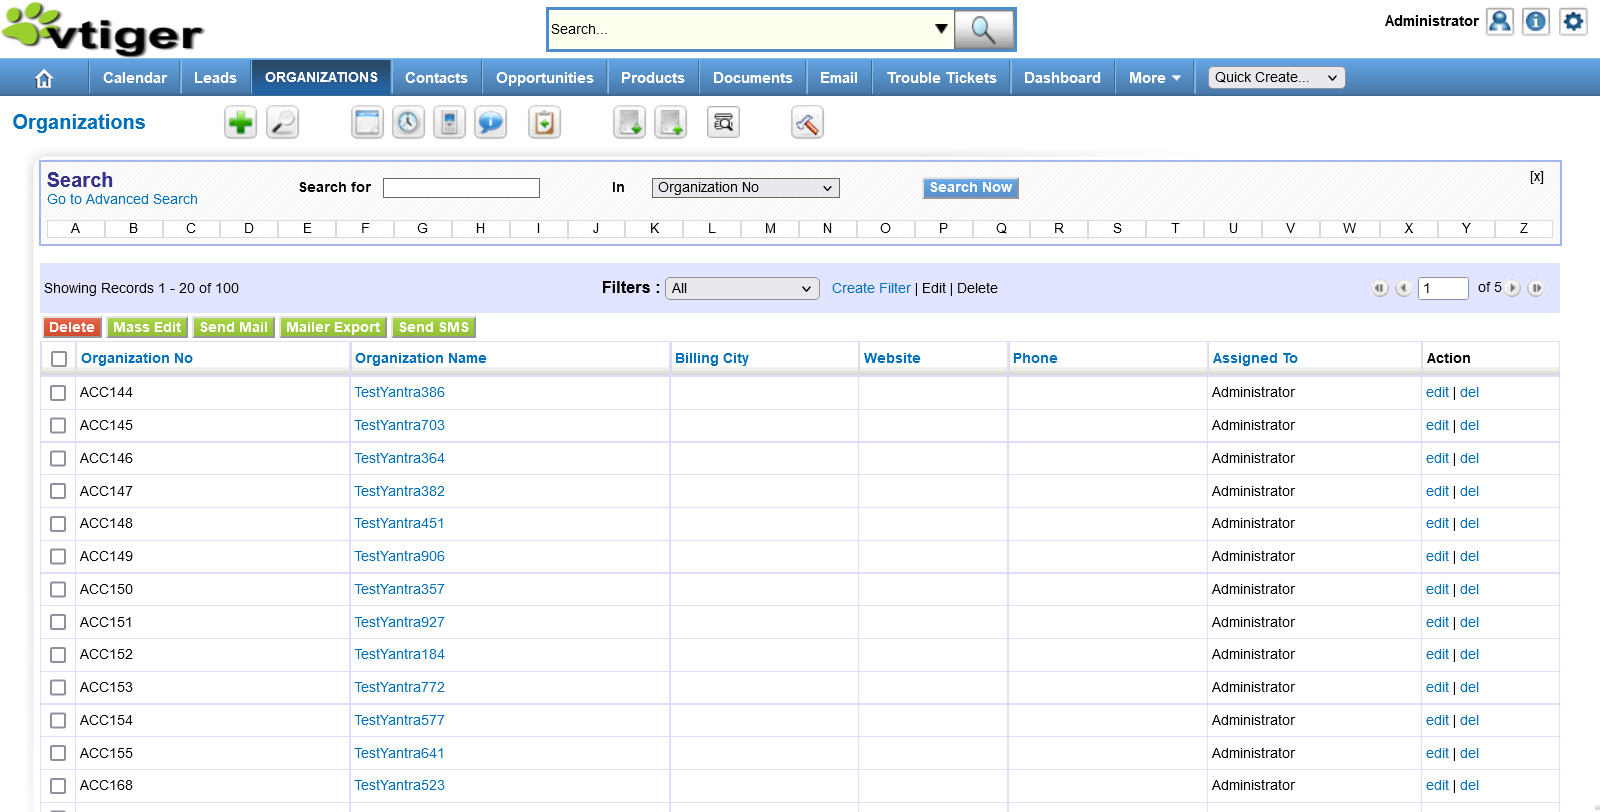 vtiger
Search...
Administrator
Calendar
Leads
ORGANIZATIONS
Contacts
Opportunities
Products
Documents
Email
Trouble Tickets
Dashboard
More
Quick Create...
Organizations
Search
Go to Advanced Search
Search for
In
Organization No
Search Now
[x]
A B C D E F G H I J K L M N O P Q R S T U V W X Y Z
Showing Records 1 - 20 of 100
Filters : All
Create Filter | Edit | Delete
1 of 5
Delete Mass Edit Send Mail Mailer Export Send SMS
Organization No Organization Name Billing City Website Phone Assigned To Action
ACC144 TestYantra386 Administrator edit | del
ACC145 TestYantra703 Administrator edit | del
ACC146 TestYantra364 Administrator edit | del
ACC147 TestYantra382 Administrator edit | del
ACC148 TestYantra451 Administrator edit | del
ACC149 TestYantra906 Administrator edit | del
ACC150 TestYantra357 Administrator edit | del
ACC151 TestYantra927 Administrator edit | del
ACC152 TestYantra184 Administrator edit | del
ACC153 TestYantra772 Administrator edit | del
ACC154 TestYantra577 Administrator edit | del
ACC155 TestYantra641 Administrator edit | del
ACC168 TestYantra523 Administrator edit | del